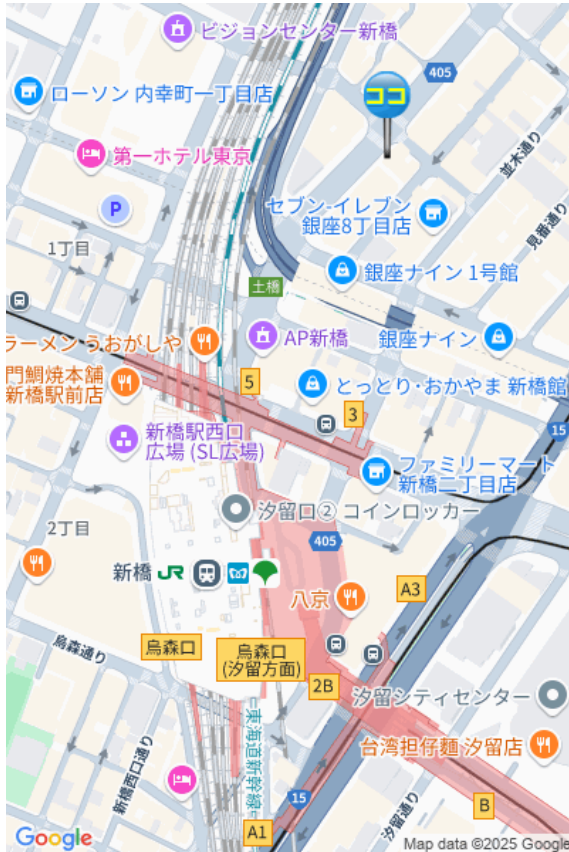 ビジョンセンター新橋
ココ
405
ローソン 内幸町一丁目店
並木通り
第一ホテル東京
P
セブン-イレブン
銀座8丁目店
見番通り
1丁目
銀座ナイン 1号館
土橋
ラーメン うおがしや
AP新橋
銀座ナイン
門鯛焼本舗
新橋駅前店
5
とっとり・おかやま 新橋館
3
15
新橋駅西口
広場 (SL広場)
ファミリーマート
新橋二丁目店
2丁目
汐留口② コインロッカー
405
新橋 JR
八京
A3
烏森口
烏森口
(汐留方面)
烏森通り
2B
汐留シティセンター
東海道新幹線
台湾担仔麺 汐留店
新橋西口通り
15
汐留通り
B
A1
Google
Map data ©2025 Google